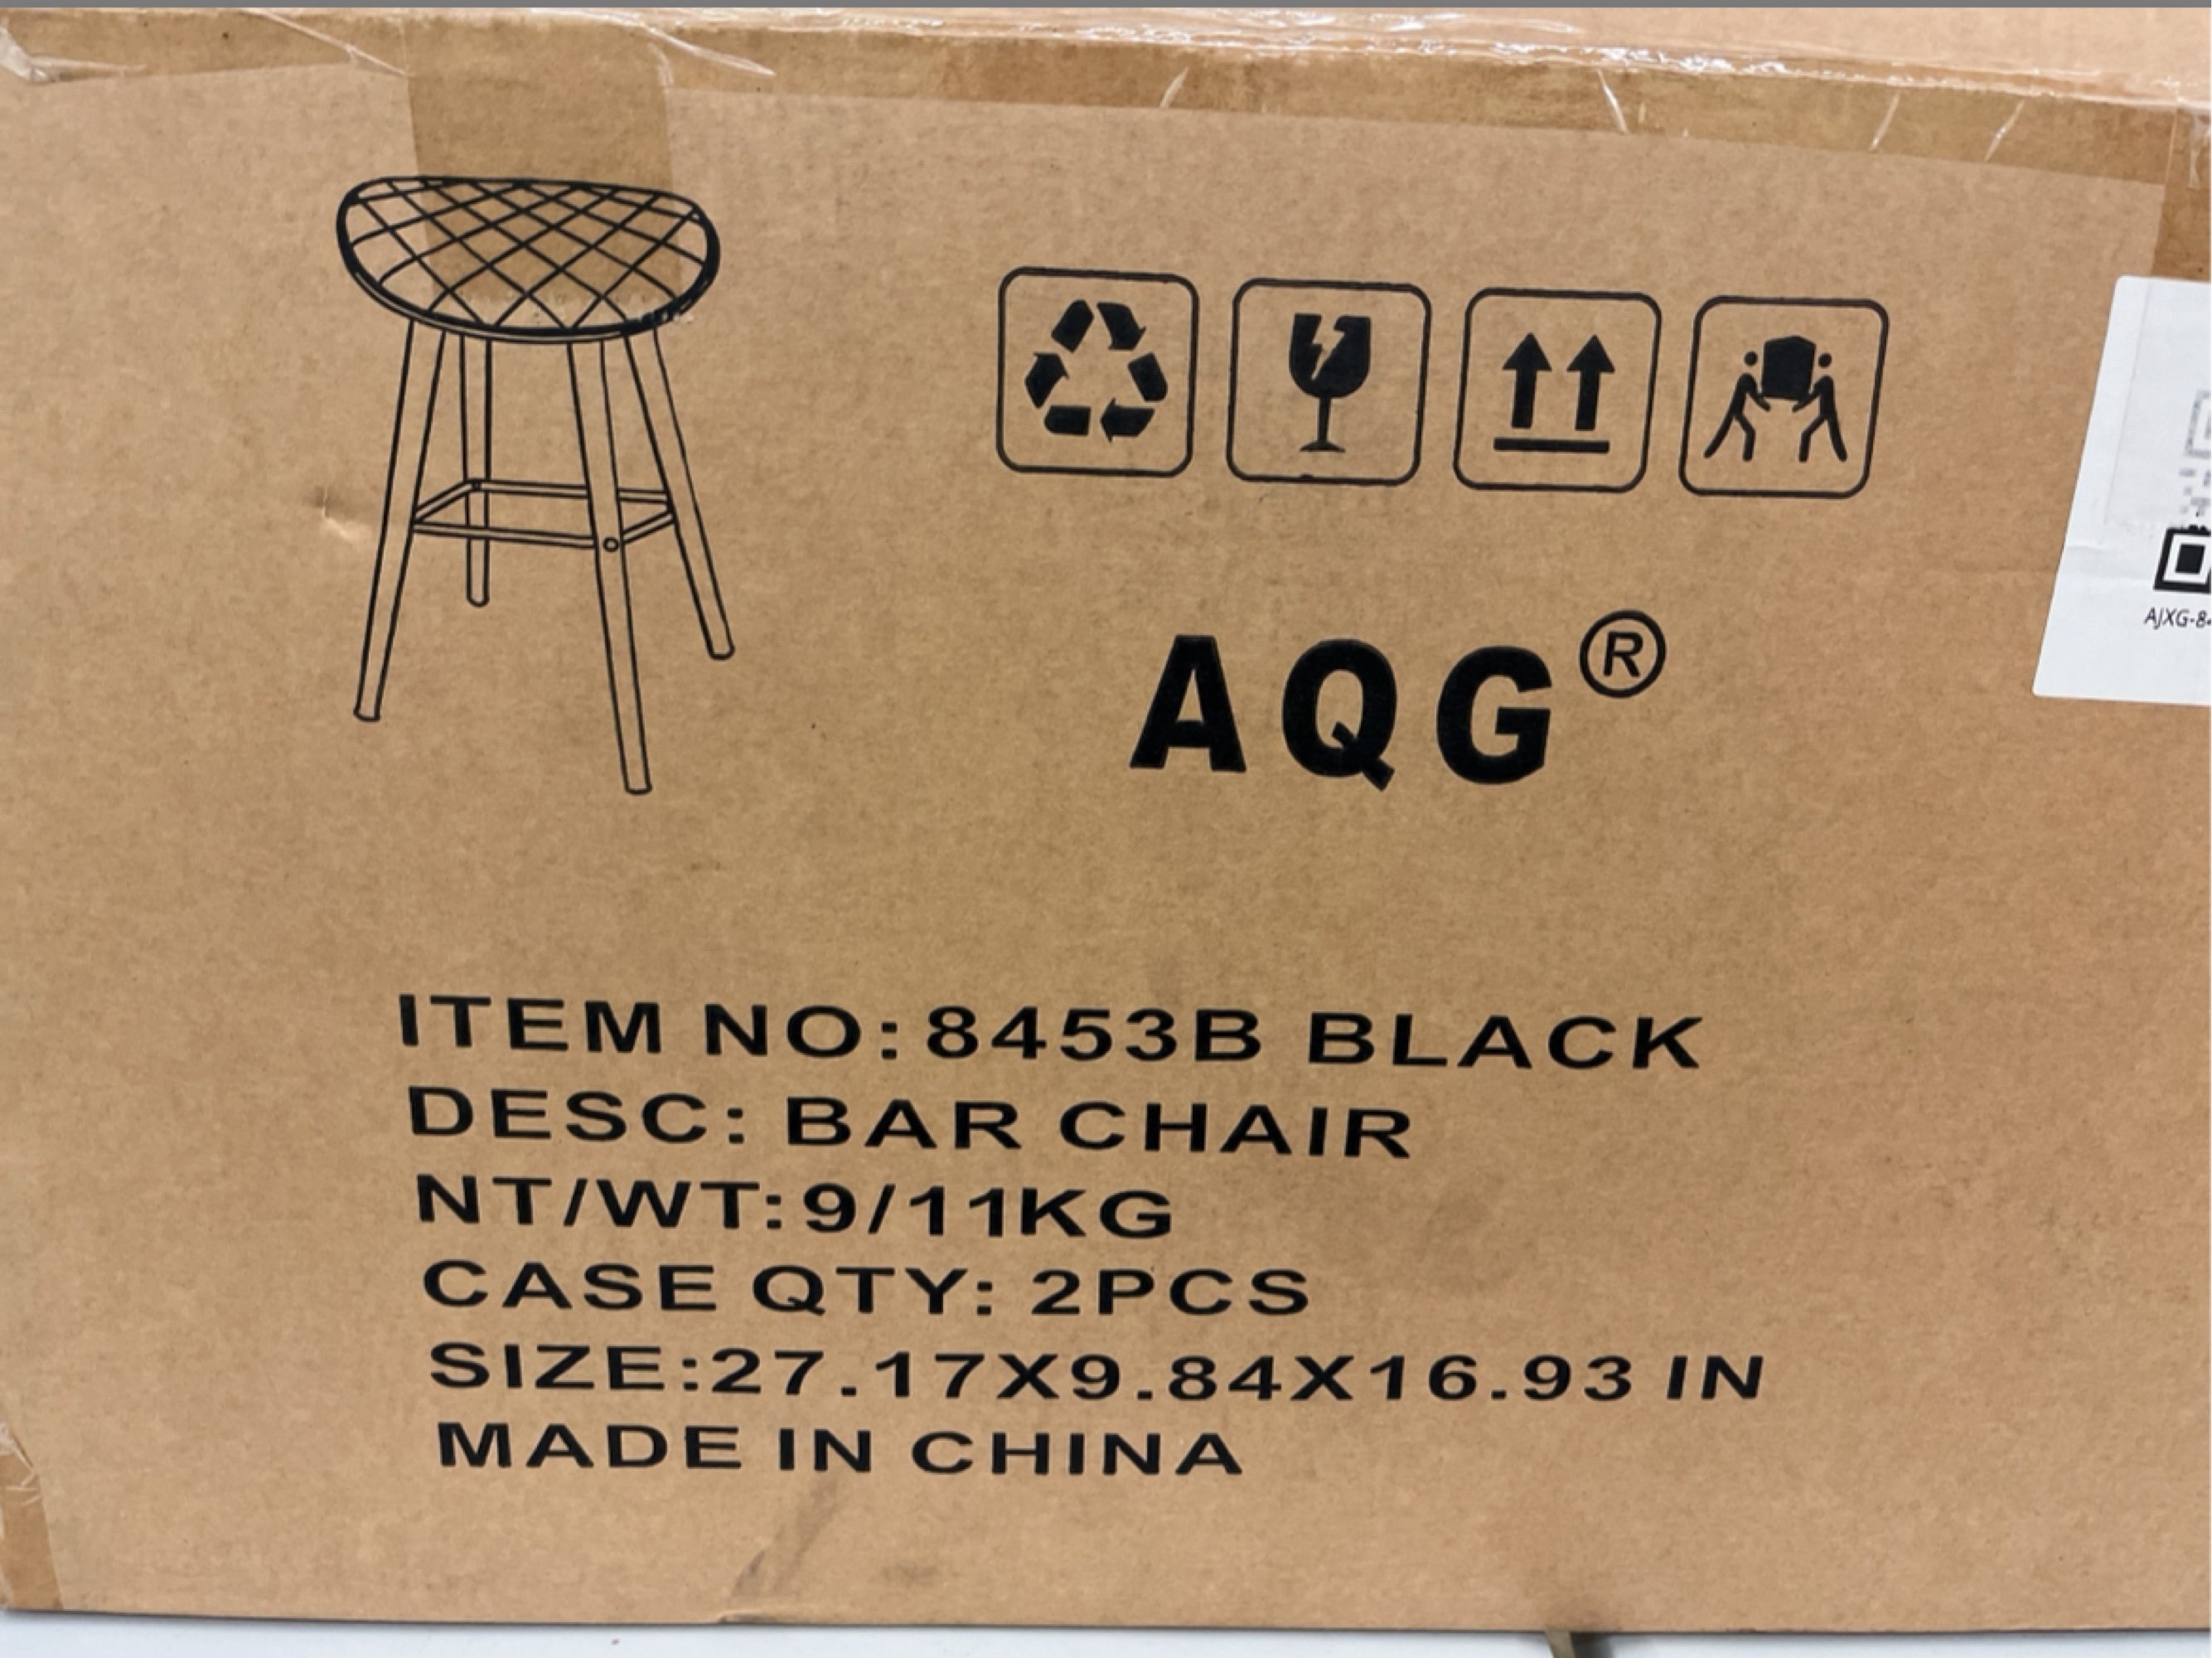 AQG®
ITEM NO: 8453B BLACK
DESC: BAR CHAIR
NT/WT: 9/11KG
CASE QTY: 2PCS
SIZE:27.17X9.84X16.93 IN
MADE IN CHINA